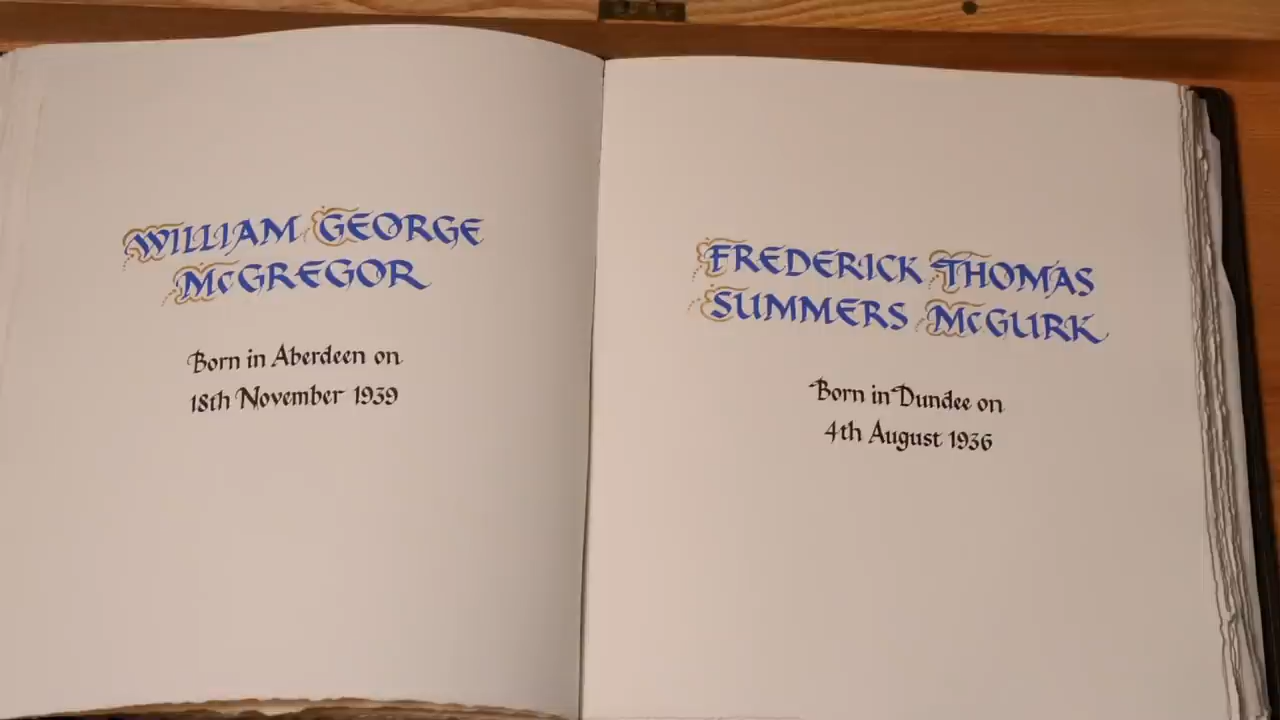 WILLIAM GEORGE
McGREGOR
Born in Aberdeen on
18th November 1939
FREDERICK THOMAS
SUMMERS McGURK
Born in Dundee on
4th August 1936